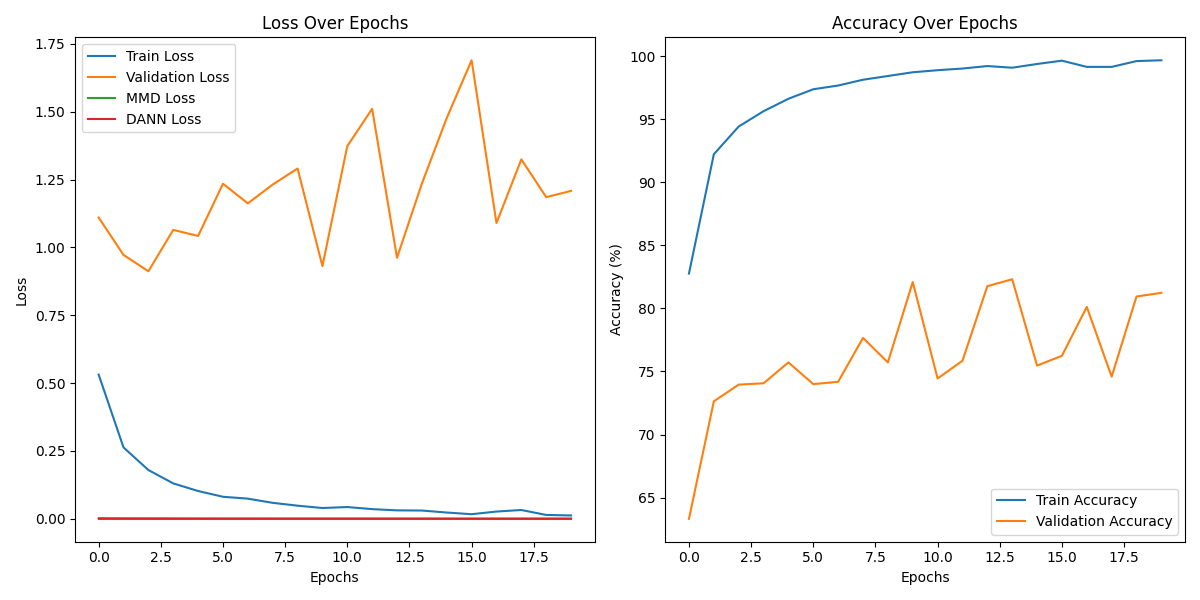 Loss Over Epochs
Train Loss
Validation Loss
MMD Loss
DANN Loss
1.75
1.50
1.25
1.00
0.75
0.50
0.25
0.00
Loss
0.0 2.5 5.0 7.5 10.0 12.5 15.0 17.5
Epochs
Accuracy Over Epochs
100
95
90
85
80
75
70
65
Accuracy (%)
Train Accuracy
Validation Accuracy
0.0 2.5 5.0 7.5 10.0 12.5 15.0 17.5
Epochs